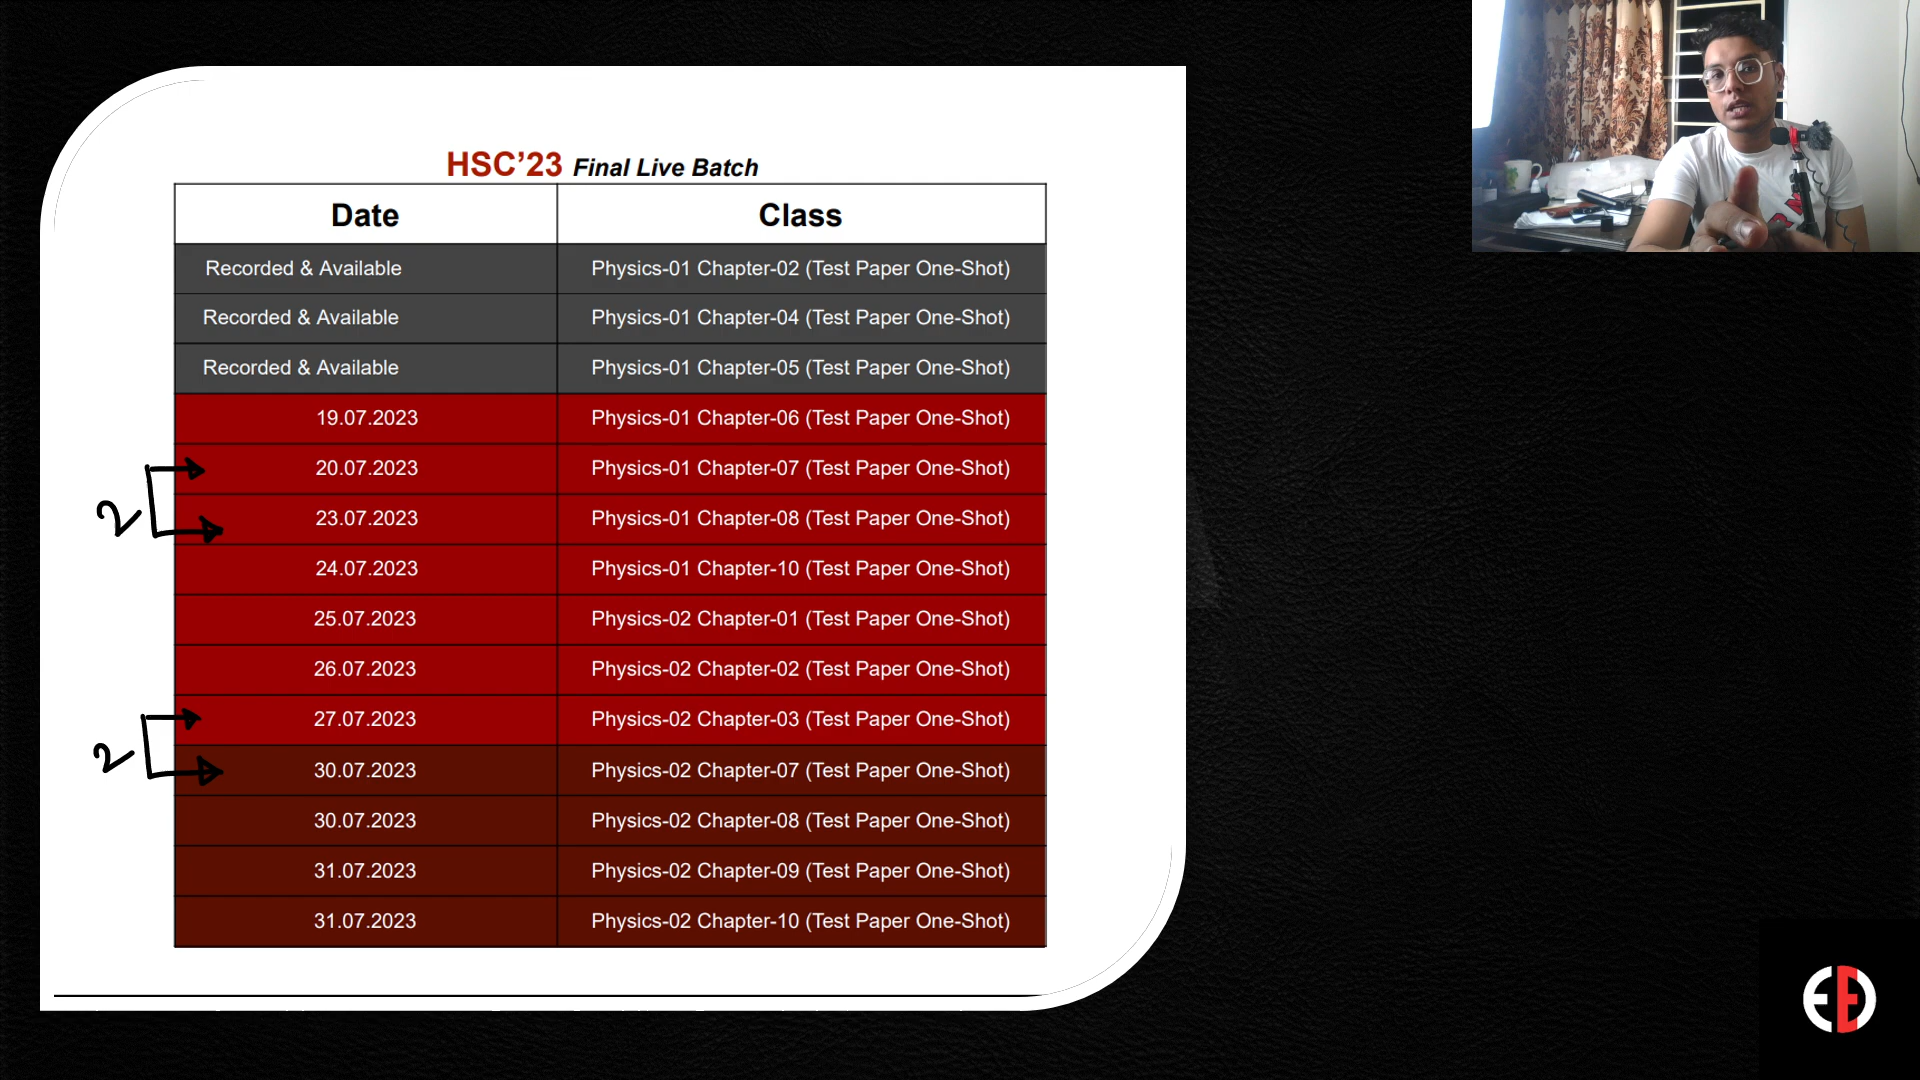 HSC’23 Final Live Batch
Date Class
Recorded & Available Physics-01 Chapter-02 (Test Paper One-Shot)
Recorded & Available Physics-01 Chapter-04 (Test Paper One-Shot)
Recorded & Available Physics-01 Chapter-05 (Test Paper One-Shot)
19.07.2023 Physics-01 Chapter-06 (Test Paper One-Shot)
20.07.2023 Physics-01 Chapter-07 (Test Paper One-Shot)
2 23.07.2023 Physics-01 Chapter-08 (Test Paper One-Shot)
24.07.2023 Physics-01 Chapter-10 (Test Paper One-Shot)
25.07.2023 Physics-02 Chapter-01 (Test Paper One-Shot)
26.07.2023 Physics-02 Chapter-02 (Test Paper One-Shot)
27.07.2023 Physics-02 Chapter-03 (Test Paper One-Shot)
2 30.07.2023 Physics-02 Chapter-07 (Test Paper One-Shot)
30.07.2023 Physics-02 Chapter-08 (Test Paper One-Shot)
31.07.2023 Physics-02 Chapter-09 (Test Paper One-Shot)
31.07.2023 Physics-02 Chapter-10 (Test Paper One-Shot)